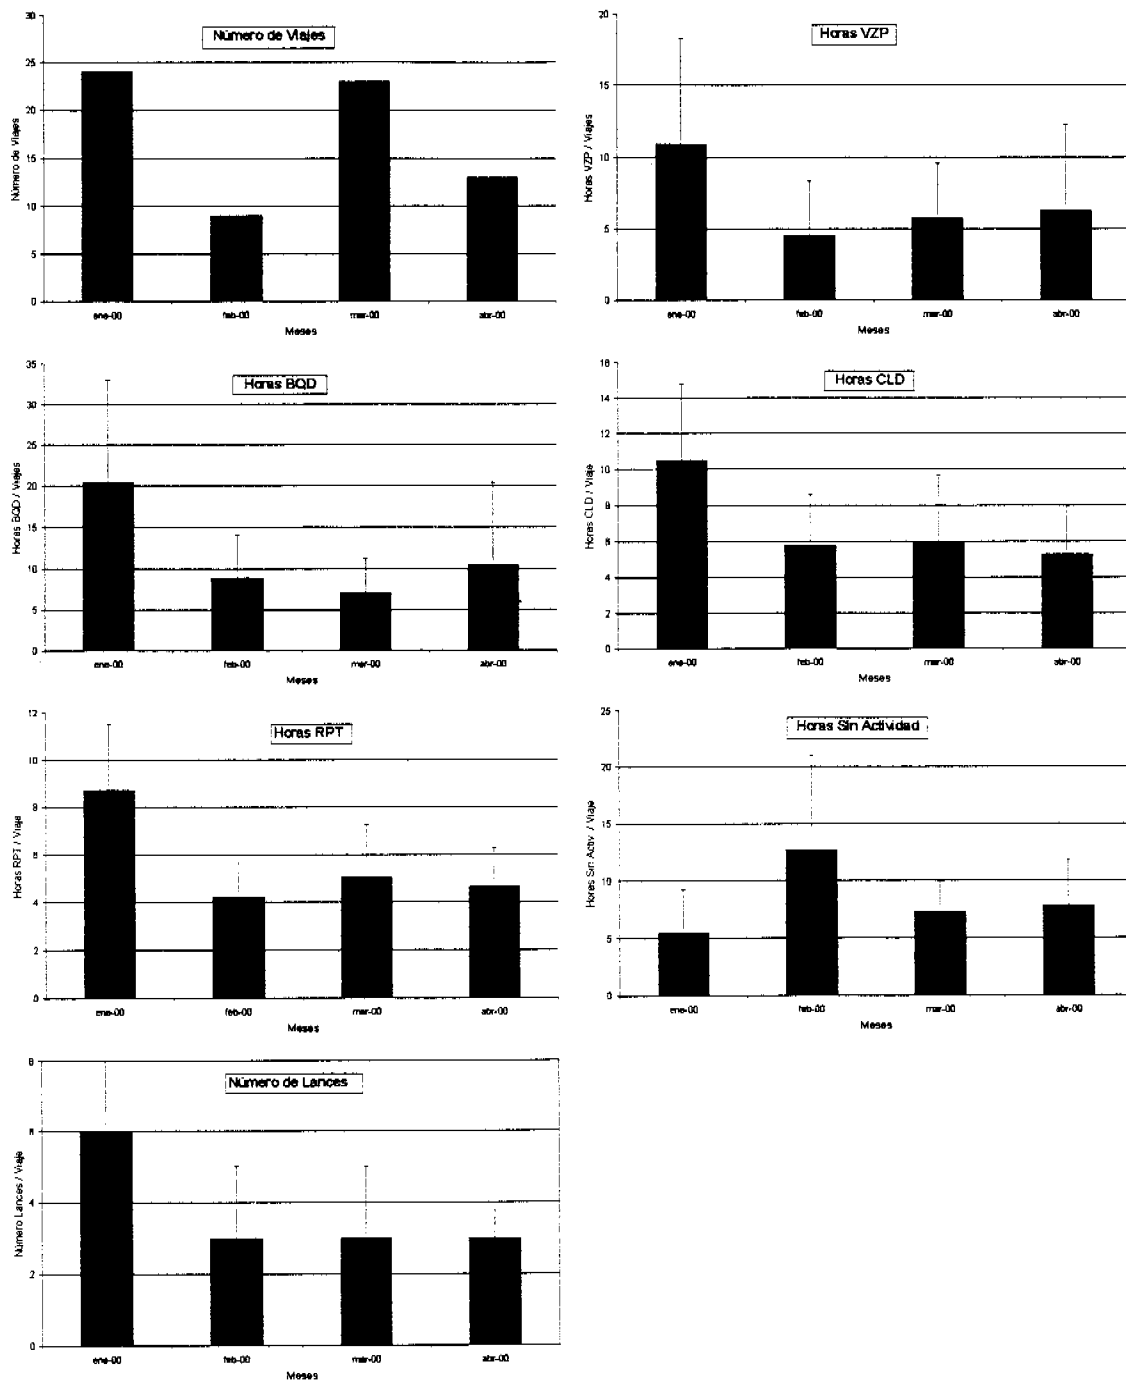 Número de Viajes
Número de Viajes
30
25
20
15
10
5
0
ene-00 feb-00 mar-00 abr-00
Meses
Horas VZP
Horas VZP / Viajes
20
15
10
5
0
ene-00 feb-00 mar-00 abr-00
Meses
Horas BQD
Horas BQD / Viajes
35
30
25
20
15
10
5
0
ene-00 feb-00 mar-00 abr-00
Meses
Horas CLD
Horas CLD / Viaje
16
14
12
10
8
6
4
2
0
ene-00 feb-00 mar-00 abr-00
Meses
Horas RPT
Horas RPT / Viaje
12
10
8
6
4
2
0
ene-00 feb-00 mar-00 abr-00
Meses
Horas Sin Actividad
Horas Sin Activ. / Viaje
25
20
15
10
5
0
ene-00 feb-00 mar-00 abr-00
Meses
Número de Lances
Número Lances / Viaje
8
6
4
2
0
ene-00 feb-00 mar-00 abr-00
Meses